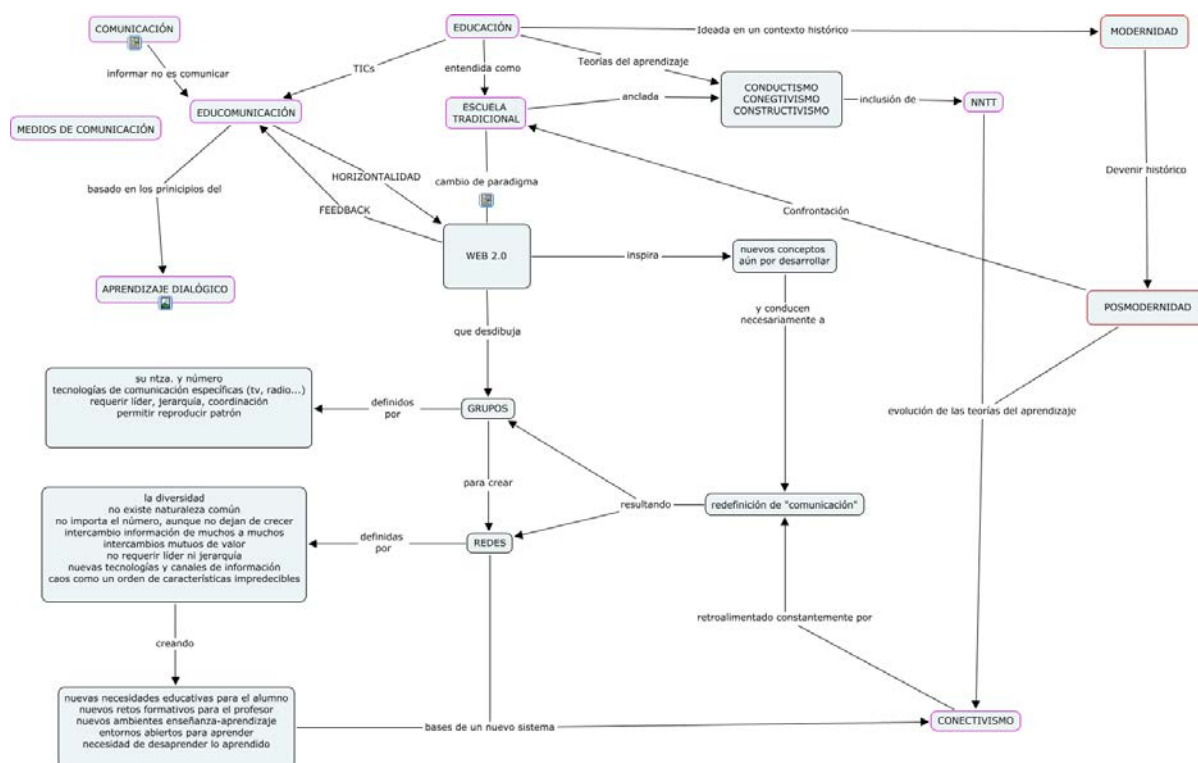 COMUNICACIÓN
EDUCACIÓN
Ideada en un contexto histórico
MODERNIDAD
informar no es comunicar
TICs
entendida como
Teorías del aprendizaje
CONDUCTISMO
CONEGTIVISMO
CONSTRUCTIVISMO
inclusión de
NNTT
MEDIOS DE COMUNICACIÓN
EDUCOMUNICACIÓN
ESCUELA
TRADICIONAL
anclada
Devenir histórico
basado en los prinicipios del
HORIZONTALIDAD
FEEDBACK
cambio de paradigma
Confrontación
WEB 2.0
inspira
nuevos conceptos
aún por desarrollar
APRENDIZAJE DIALÓGICO
POSMODERNIDAD
que desdibuja
y conducen
necesariamente a
su ntza. y número
tecnologías de comunicación específicas (tv, radio...)
requerir líder, jerarquía, coordinación
permitir reproducir patrón
definidos
por
GRUPOS
evolución de las teorías del aprendizaje
para crear
resultando
redefinición de "comunicación"
la diversidad
no existe naturaleza común
no importa el número, aunque no dejan de crecer
intercambio información de muchos a muchos
intercambios mutuos de valor
no requerir líder ni jerarquía
nuevas tecnologías y canales de información
caos como un orden de características impredecibles
definidas
por
REDES
retroalimentado constantemente por
creando
nuevas necesidades educativas para el alumno
nuevos retos formativos para el profesor
nuevos ambientes enseñanza-aprendizaje
entornos abiertos para aprender
necesidad de desaprender lo aprendido
bases de un nuevo sistema
CONECTIVISMO